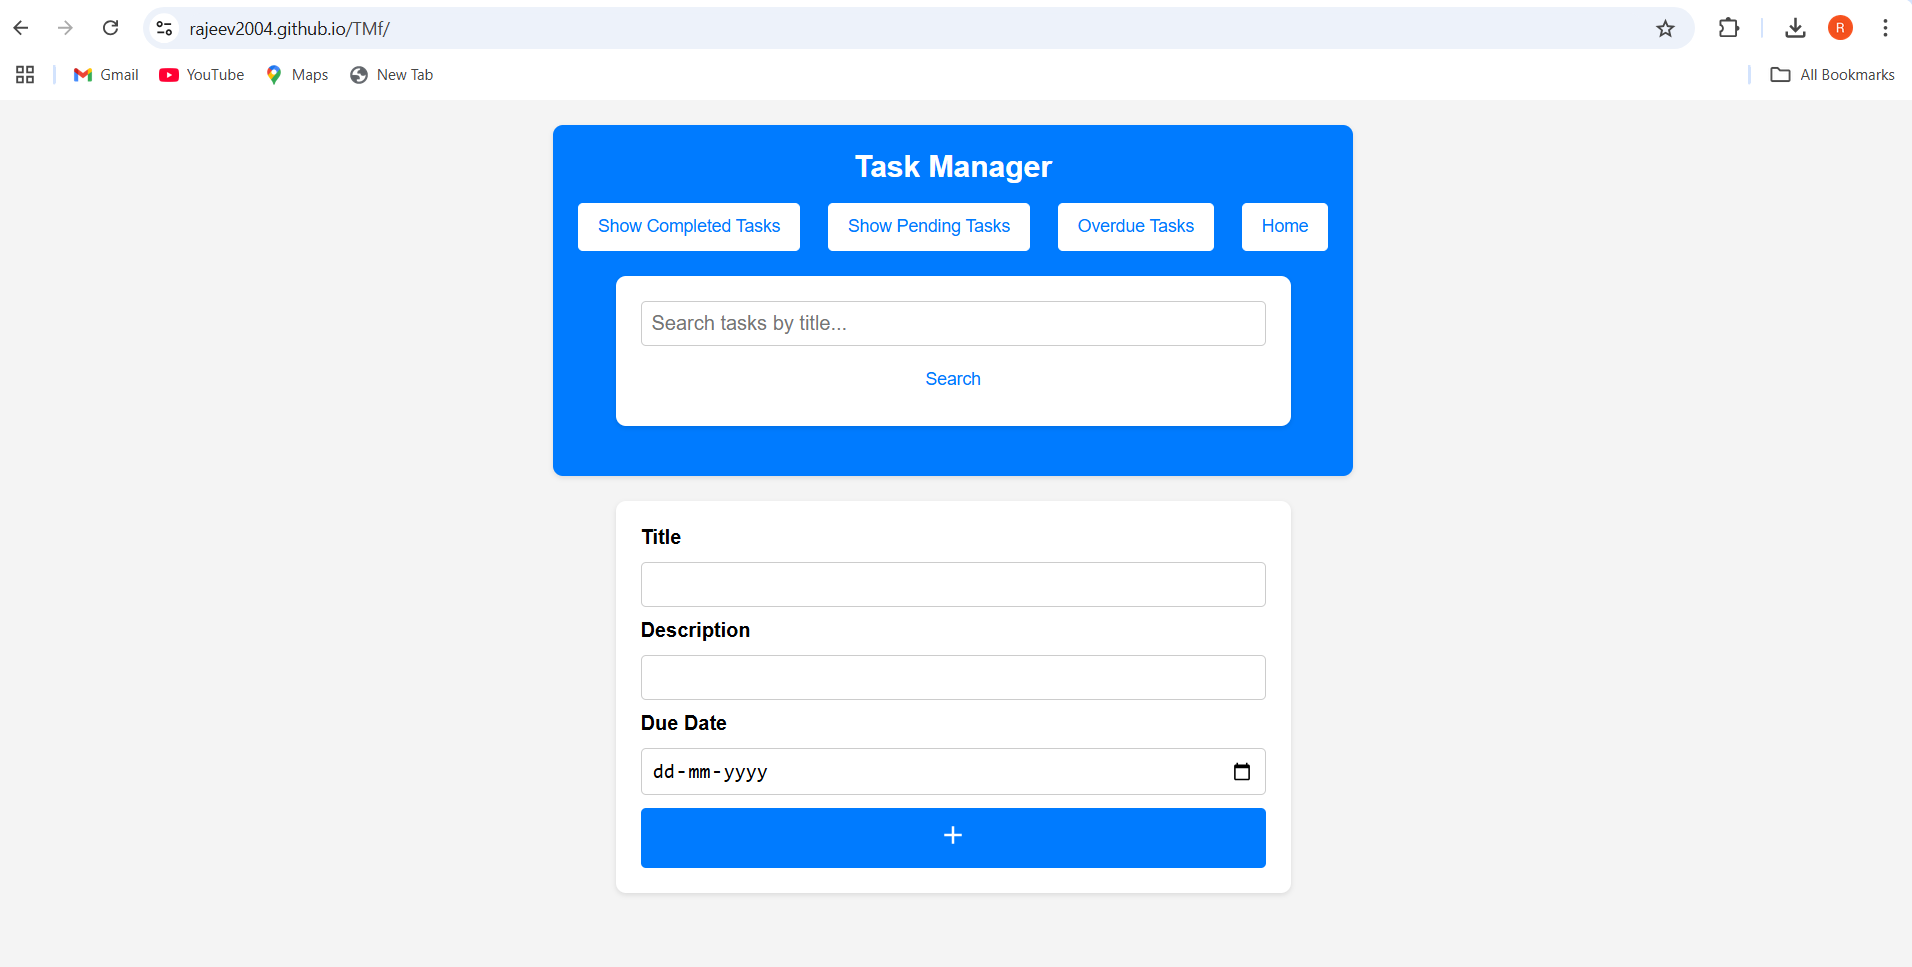 rajeev2004.github.io/TMf/
R
Gmail YouTube Maps New Tab All Bookmarks
Task Manager
Show Completed Tasks Show Pending Tasks Overdue Tasks Home
Search tasks by title...
Search
Title
Description
Due Date
dd-mm-yyyy
+